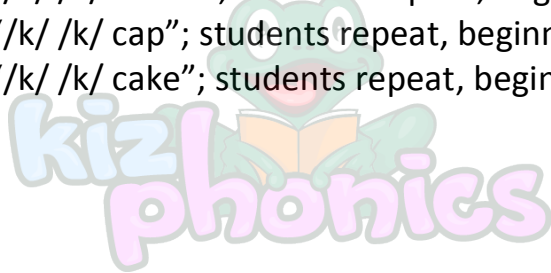 /k/ /k/ cap”; students repeat, beginn
/k/ /k/ cake”; students repeat, begin
kiz
phonics